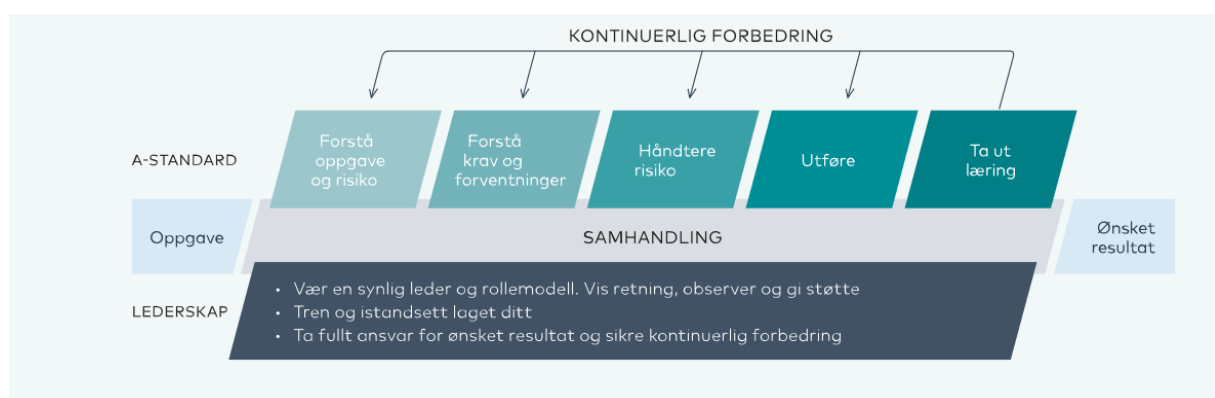 KONTINUERLIG FORBEDRING
A-STANDARD
Forstå
oppgave
og risiko
Forstå
krav og
forventninger
Håndtere
risiko
Utføre
Ta ut
læring
Oppgave
SAMHANDLING
Ønsket
resultat
LEDERSKAP
• Vær en synlig leder og rollemodell. Vis retning, observer og gi støtte
• Tren og istandsett laget ditt
• Ta fullt ansvar for ønsket resultat og sikre kontinuerlig forbedring